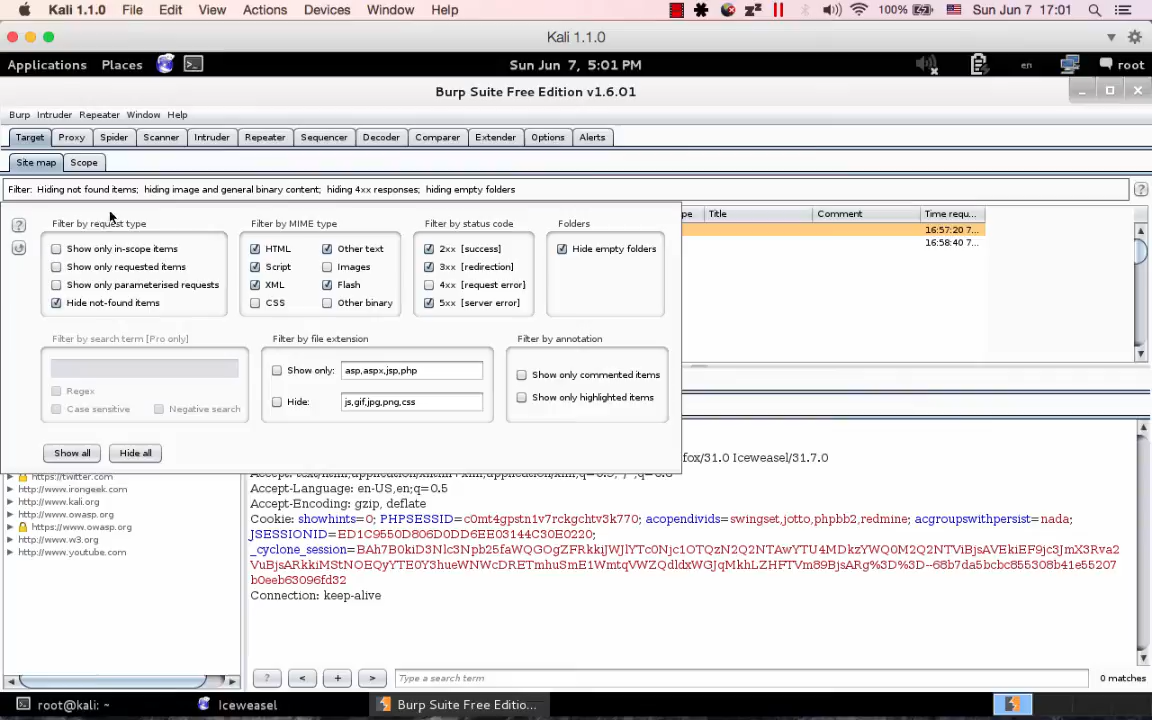 Kali 1.1.0 File Edit View Actions Devices Window Help 100% Sun Jun 7 17:01
Kali 1.1.0
Applications Places Sun Jun 7, 5:01 PM en root
Burp Suite Free Edition v1.6.01
Burp Intruder Repeater Window Help
Target Proxy Spider Scanner Intruder Repeater Sequencer Decoder Comparer Extender Options Alerts
Site map Scope
Filter: Hiding not found items; hiding image and general binary content; hiding 4xx responses; hiding empty folders ?
pe Title Comment Time requ...
? Filter by request type Filter by MIME type Filter by status code Folders
16:57:20 7...
16:58:40 7...
Show only in-scope items HTML Other text 2xx [success] Hide empty folders
Show only requested items Script Images 3xx [redirection]
Show only parameterised requests XML Flash 4xx [request error]
Hide not-found items CSS Other binary 5xx [server error]
Filter by search term [Pro only] Filter by file extension Filter by annotation
Show only: asp,aspx,jsp,php Show only commented items
Regex
Hide: js,gif,jpg,png,css Show only highlighted items
Case sensitive Negative search
Show all Hide all
fox/31.0 Iceweasel/31.7.0
https://twitter.com
http://www.irongeek.com
http://www.kali.org
http://www.owasp.org
https://www.owasp.org
http://www.w3.org
http://www.youtube.com
Accept-Language: en-US,en;q=0.5
Accept-Encoding: gzip, deflate
Cookie: showhints=0; PHPSESSID=c0mt4gpstn1v7rckgchtv3k770; acopendivids=swingset,jotto,phpbb2,redmine; acgroupswithpersist=nada;
JSESSIONID=ED1C9550D806D0DD6EE03144C30E0220;
Connection: keep-alive
? < + > Type a search term 0 matches
root@kali: ~ Iceweasel Burp Suite Free Editio...